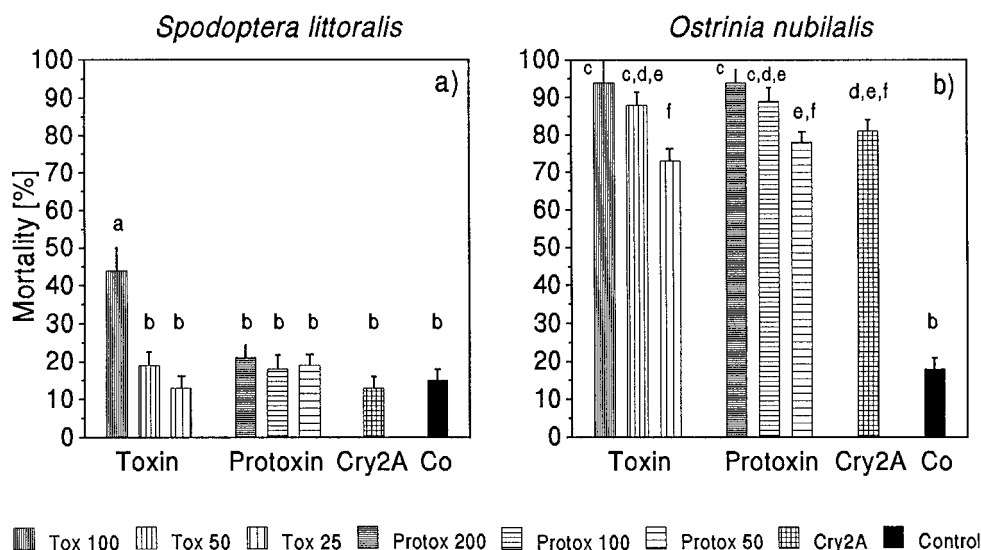 Spodoptera littoralis
Ostrinia nubilalis
Mortality [%]
100
90
80
70
60
50
40
30
20
10
0
a)
a
b
b
b
b
b
b
b
Toxin
Protoxin
Cry2A
Co
100
90
80
70
60
50
40
30
20
10
0
b)
c
c,d,e
f
c
c,d,e
e,f
d,e,f
b
Toxin
Protoxin
Cry2A
Co
Tox 100 Tox 50 Tox 25 Protox 200 Protox 100 Protox 50 Cry2A Control